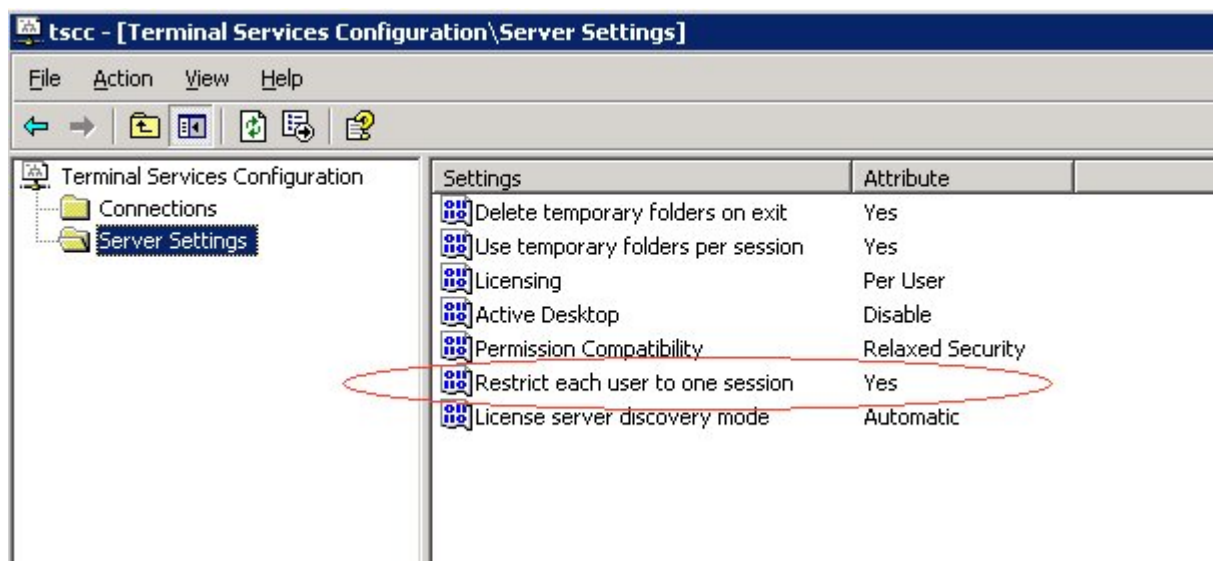 tscc - [Terminal Services Configuration\Server Settings]
File Action View Help
Terminal Services Configuration
Connections
Server Settings
Settings Attribute
Delete temporary folders on exit Yes
Use temporary folders per session Yes
Licensing Per User
Active Desktop Disable
Permission Compatibility Relaxed Security
Restrict each user to one session Yes
License server discovery mode Automatic